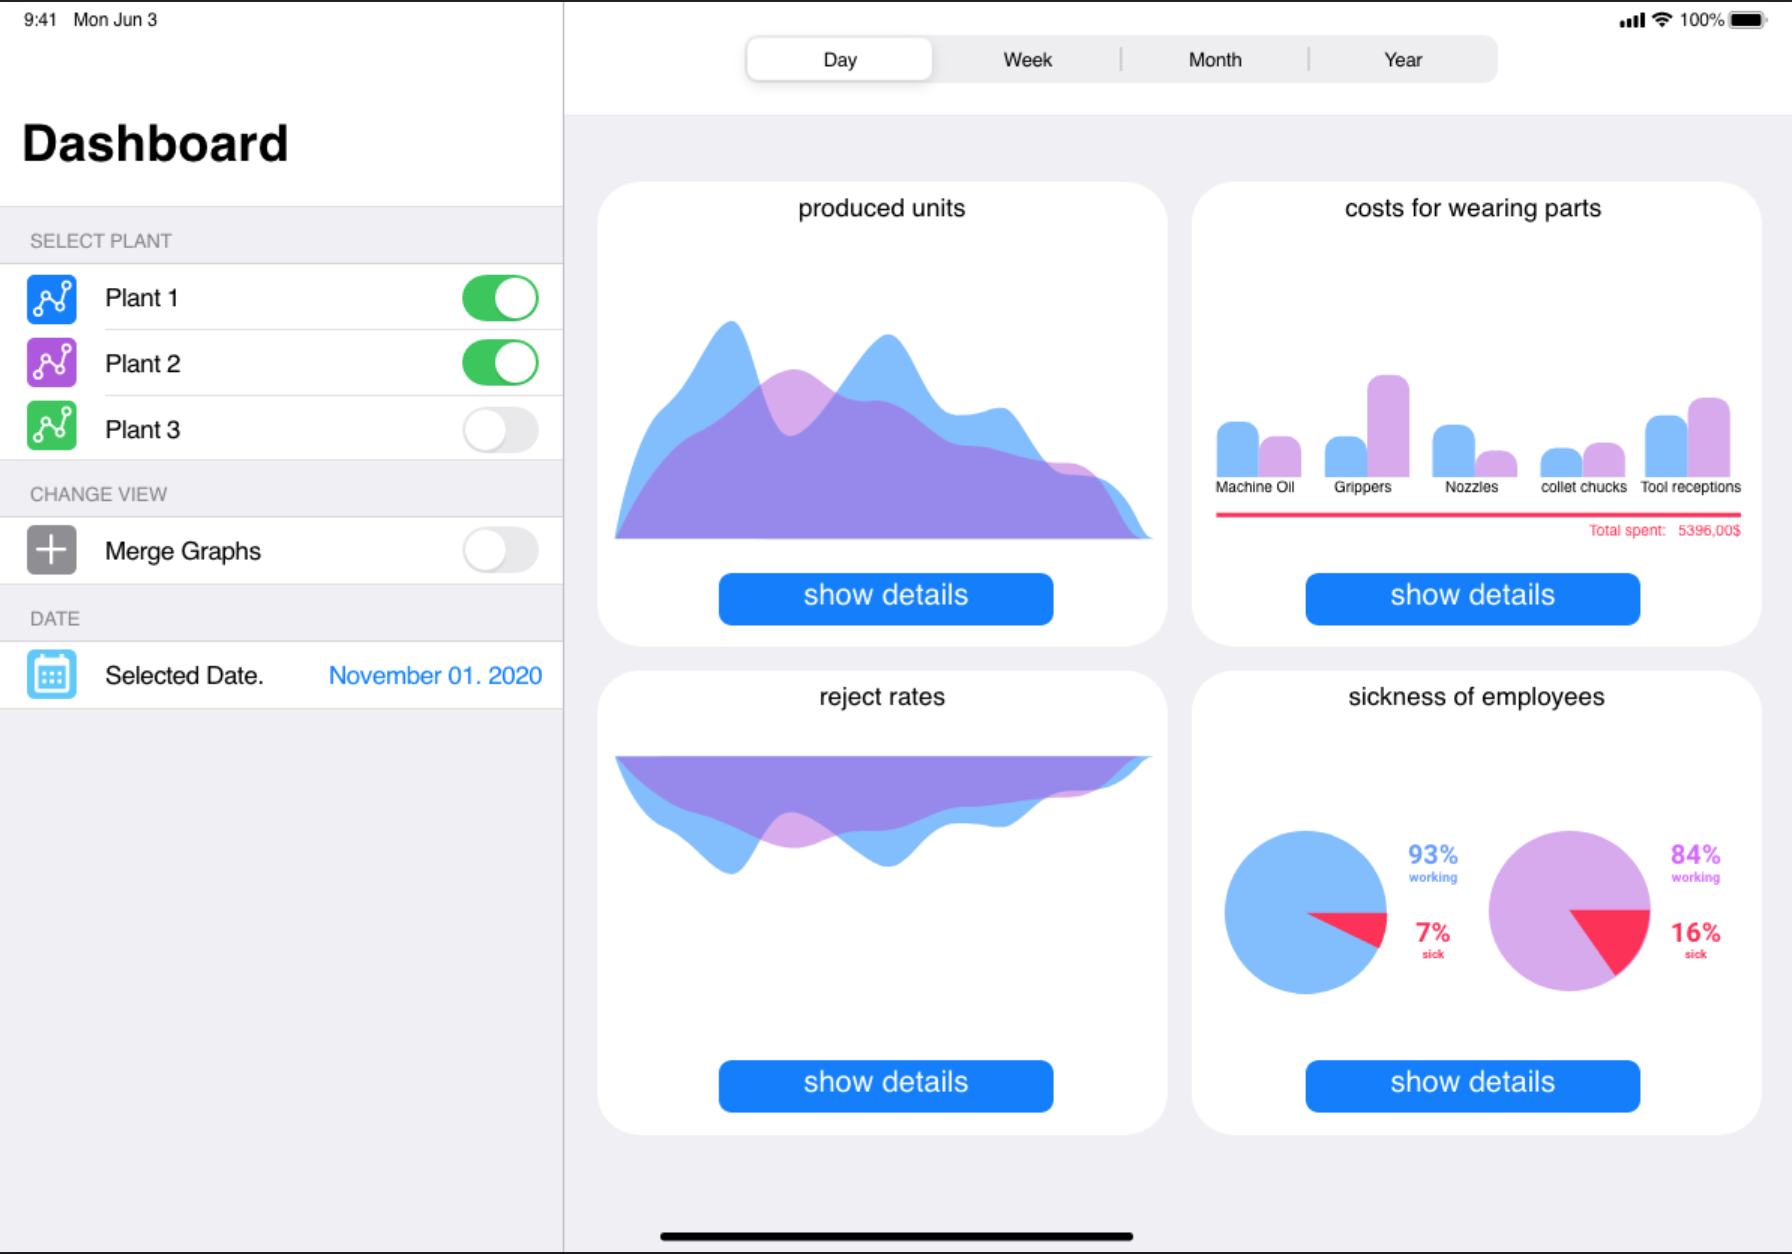 9:41 Mon Jun 3
100%
Day Week Month Year
Dashboard
SELECT PLANT
Plant 1
Plant 2
Plant 3
CHANGE VIEW
Merge Graphs
DATE
Selected Date. November 01. 2020
produced units
show details
costs for wearing parts
Machine Oil Grippers Nozzles collet chucks Tool receptions
Total spent: 5396,00$
show details
reject rates
show details
sickness of employees
93%
working
7%
sick
84%
working
16%
sick
show details